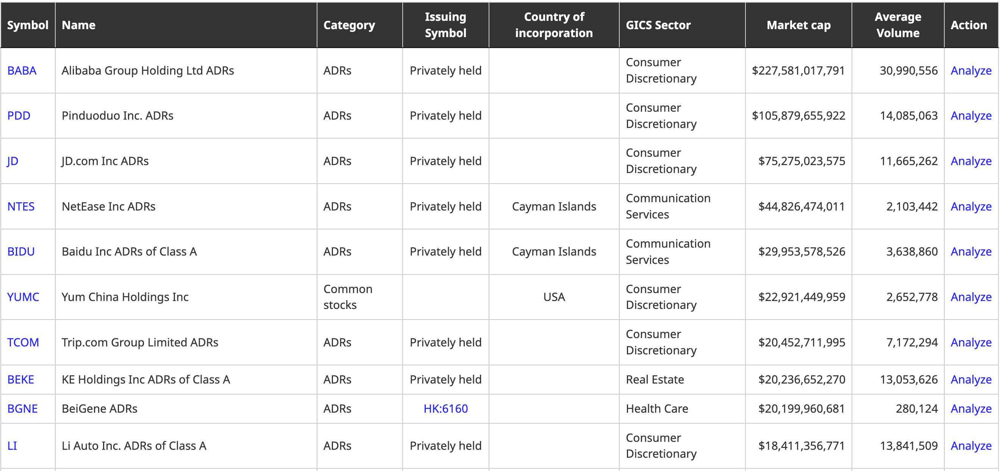 Symbol Name Category Issuing Symbol Country of incorporation GICS Sector Market cap Average Volume Action
BABA Alibaba Group Holding Ltd ADRs ADRs Privately held Consumer Discretionary $227,581,017,791 30,990,556 Analyze
PDD Pinduoduo Inc. ADRs ADRs Privately held Consumer Discretionary $105,879,655,922 14,085,063 Analyze
JD JD.com Inc ADRs ADRs Privately held Consumer Discretionary $75,275,023,575 11,665,262 Analyze
NTES NetEase Inc ADRs ADRs Privately held Cayman Islands Communication Services $44,826,474,011 2,103,442 Analyze
BIDU Baidu Inc ADRs of Class A ADRs Privately held Cayman Islands Communication Services $29,953,578,526 3,638,860 Analyze
YUMC Yum China Holdings Inc Common stocks USA Consumer Discretionary $22,921,449,959 2,652,778 Analyze
TCOM Trip.com Group Limited ADRs ADRs Privately held Consumer Discretionary $20,452,711,995 7,172,294 Analyze
BEKE KE Holdings Inc ADRs of Class A ADRs Privately held Real Estate $20,236,652,270 13,053,626 Analyze
BGNE BeiGene ADRs ADRs HK:6160 Health Care $20,199,960,681 280,124 Analyze
LI Li Auto Inc. ADRs of Class A ADRs Privately held Consumer Discretionary $18,411,356,771 13,841,509 Analyze